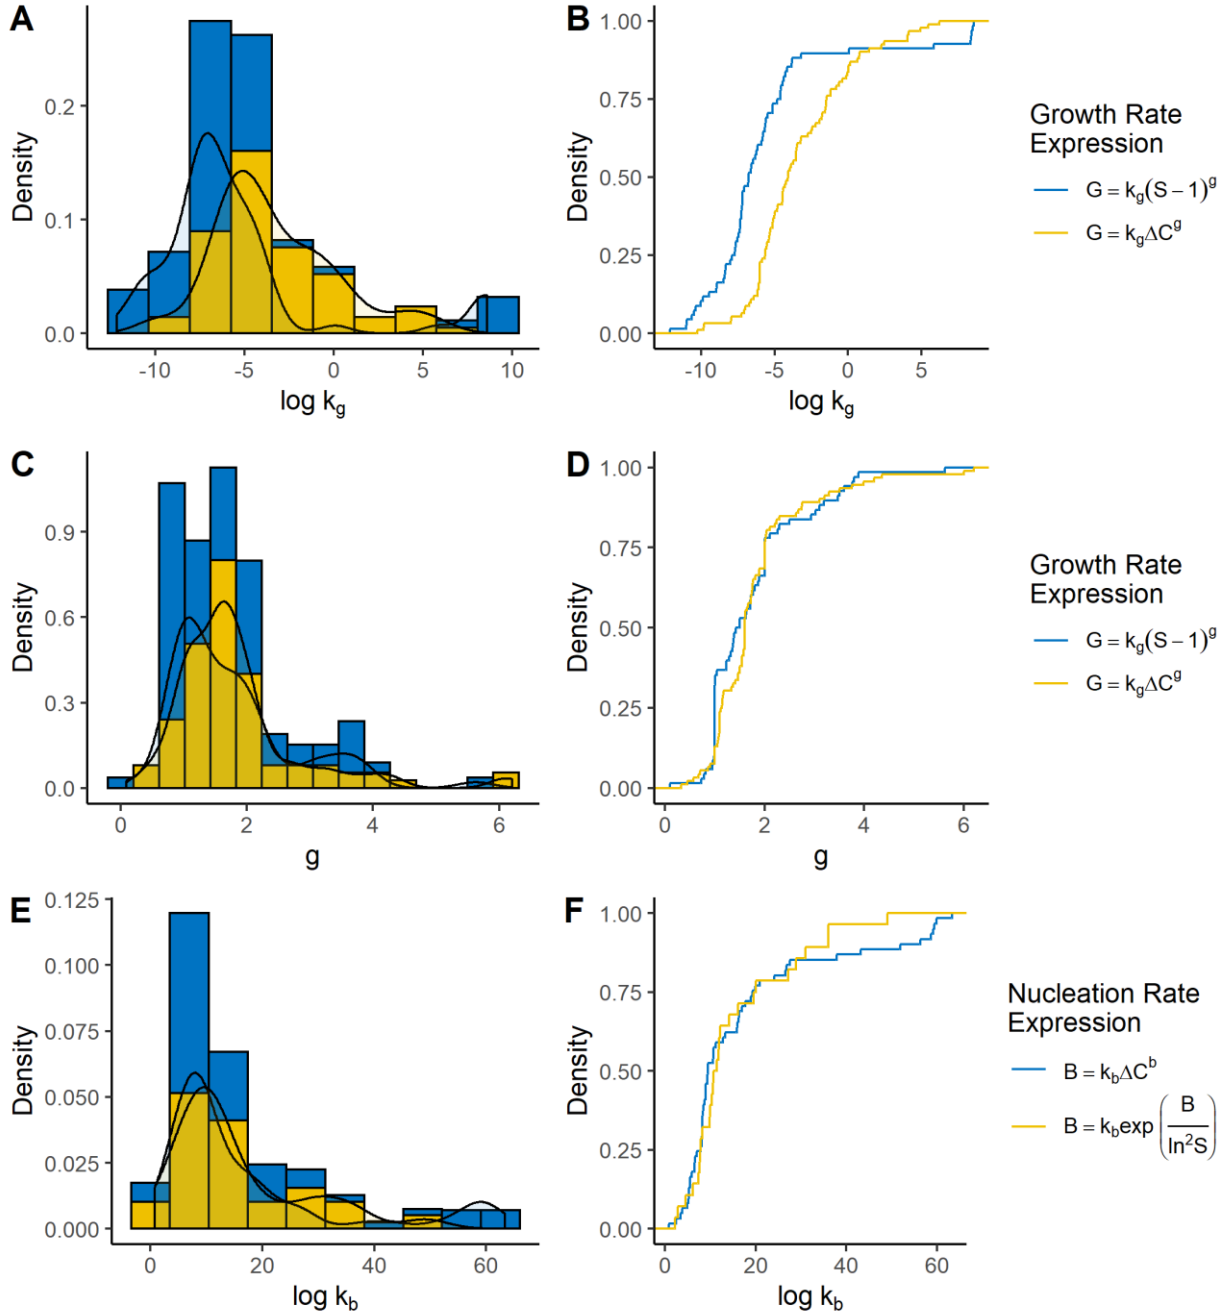 A
Density
0.2
0.1
0.0
-10 -5 0 5 10
log k_g
B
Density
1.00
0.75
0.50
0.25
0.00
-10 -5 0 5
log k_g
Growth Rate
Expression
G = k_g(S − 1)^g
G = k_gΔC^g
C
Density
0.9
0.6
0.3
0.0
0 2 4 6
g
D
Density
1.00
0.75
0.50
0.25
0.00
0 2 4 6
g
Growth Rate
Expression
G = k_g(S − 1)^g
G = k_gΔC^g
E
Density
0.125
0.100
0.075
0.050
0.025
0.000
0 20 40 60
log k_b
F
Density
1.00
0.75
0.50
0.25
0.00
0 20 40 60
log k_b
Nucleation Rate
Expression
B = k_bΔC^b
B = k_b exp(B / ln²S)